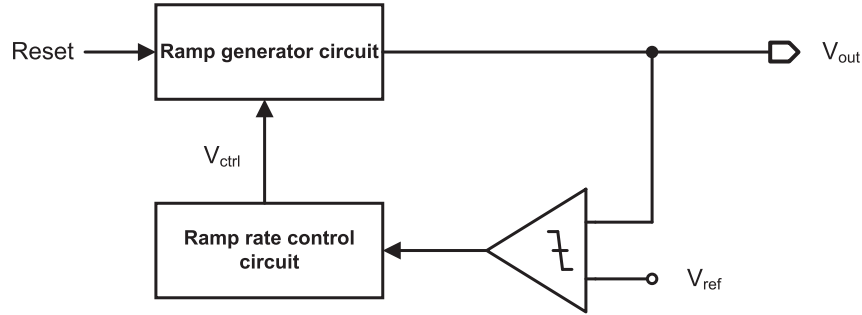 Reset
Ramp generator circuit
Vout
Vctrl
Ramp rate control
circuit
Vref